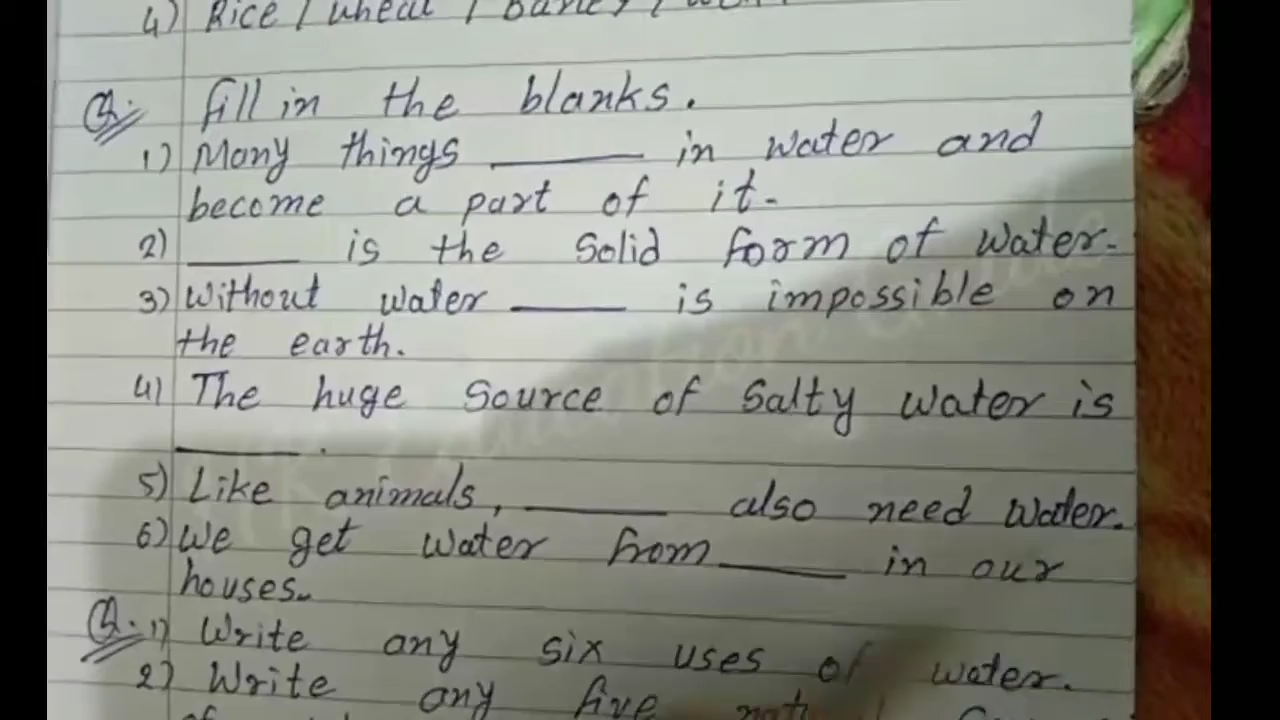 4) Rice / wheat /
Q. fill in the blanks.
1) Many things ______ in water and
become a part of it.
2) ______ is the solid form of water.
3) Without water ______ is impossible on
the earth.
4) The huge source of salty water is
______ .
5) Like animals, ______ also need water.
6) We get water from ______ in our
houses.
Q. 1) Write any six uses of water.
2) Write any five